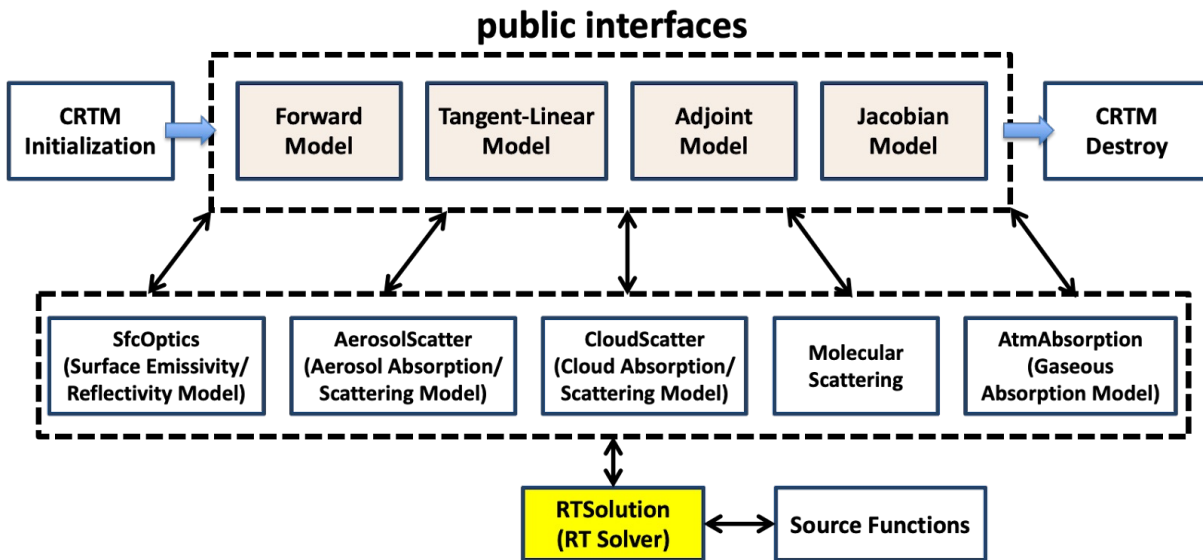 public interfaces
CRTM
Initialization
Forward
Model
Tangent-Linear
Model
Adjoint
Model
Jacobian
Model
CRTM
Destroy
SfcOptics
(Surface Emissivity/
Reflectivity Model)
AerosolScatter
(Aerosol Absorption/
Scattering Model)
CloudScatter
(Cloud Absorption/
Scattering Model)
Molecular
Scattering
AtmAbsorption
(Gaseous
Absorption Model)
RTSolution
(RT Solver)
Source Functions